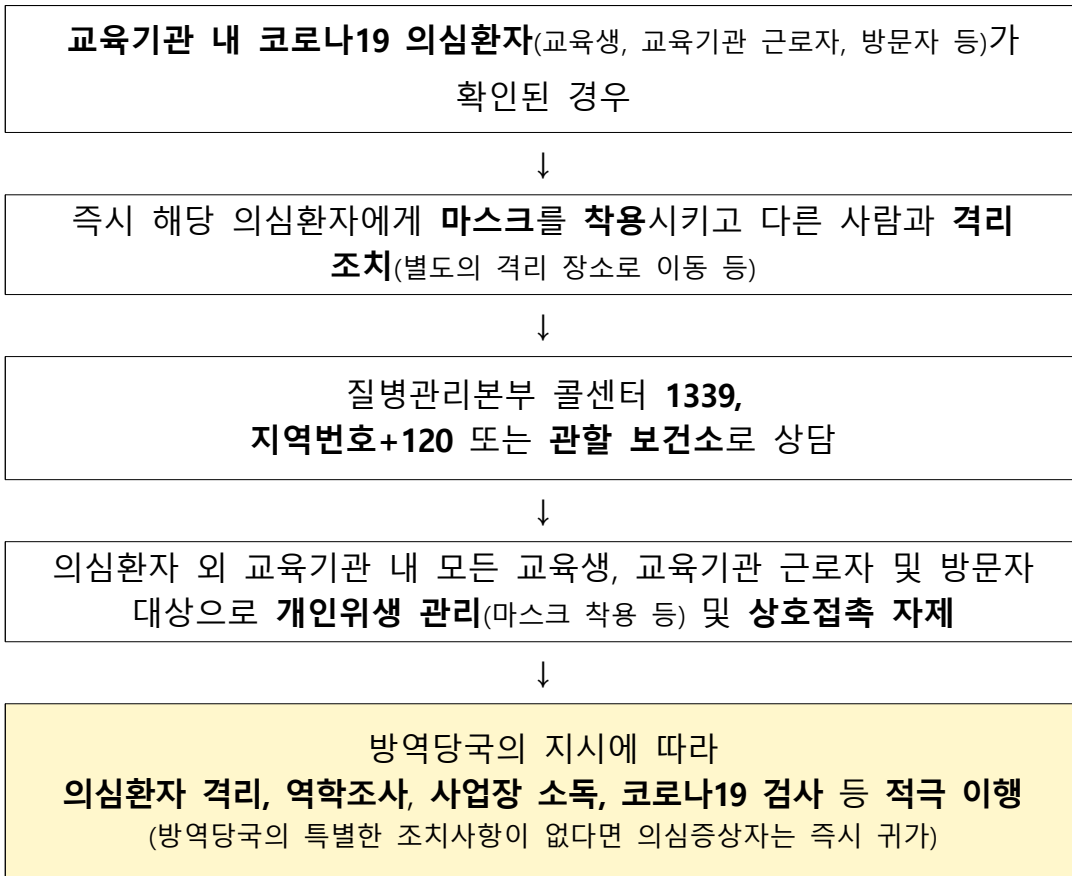 교육기관 내 코로나19 의심환자(교육생, 교육기관 근로자, 방문자 등)가
확인된 경우
↓
즉시 해당 의심환자에게 마스크를 착용시키고 다른 사람과 격리
조치(별도의 격리 장소로 이동 등)
↓
질병관리본부 콜센터 1339,
지역번호+120 또는 관할 보건소로 상담
↓
의심환자 외 교육기관 내 모든 교육생, 교육기관 근로자 및 방문자
대상으로 개인위생 관리(마스크 착용 등) 및 상호접촉 자제
↓
방역당국의 지시에 따라
의심환자 격리, 역학조사, 사업장 소독, 코로나19 검사 등 적극 이행
(방역당국의 특별한 조치사항이 없다면 의심증상자는 즉시 귀가)